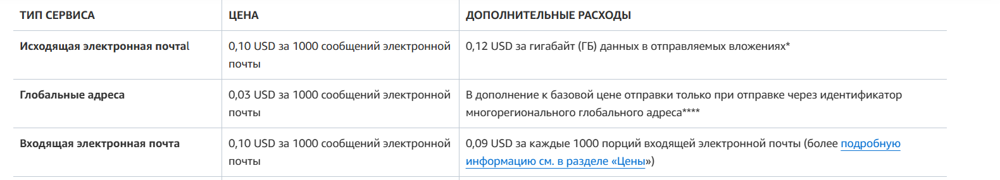 ТИП СЕРВИСА ЦЕНА ДОПОЛНИТЕЛЬНЫЕ РАСХОДЫ
Исходящая электронная почтаl 0,10 USD за 1000 сообщений электронной 0,12 USD за гигабайт (ГБ) данных в отправляемых вложениях*
почты
Глобальные адреса 0,03 USD за 1000 сообщений электронной В дополнение к базовой цене отправки только при отправке через идентификатор
почты многорегионального глобального адреса****
Входящая электронная почта 0,10 USD за 1000 сообщений электронной 0,09 USD за каждые 1000 порций входящей электронной почты (более подробную
почты информацию см. в разделе «Цены»)